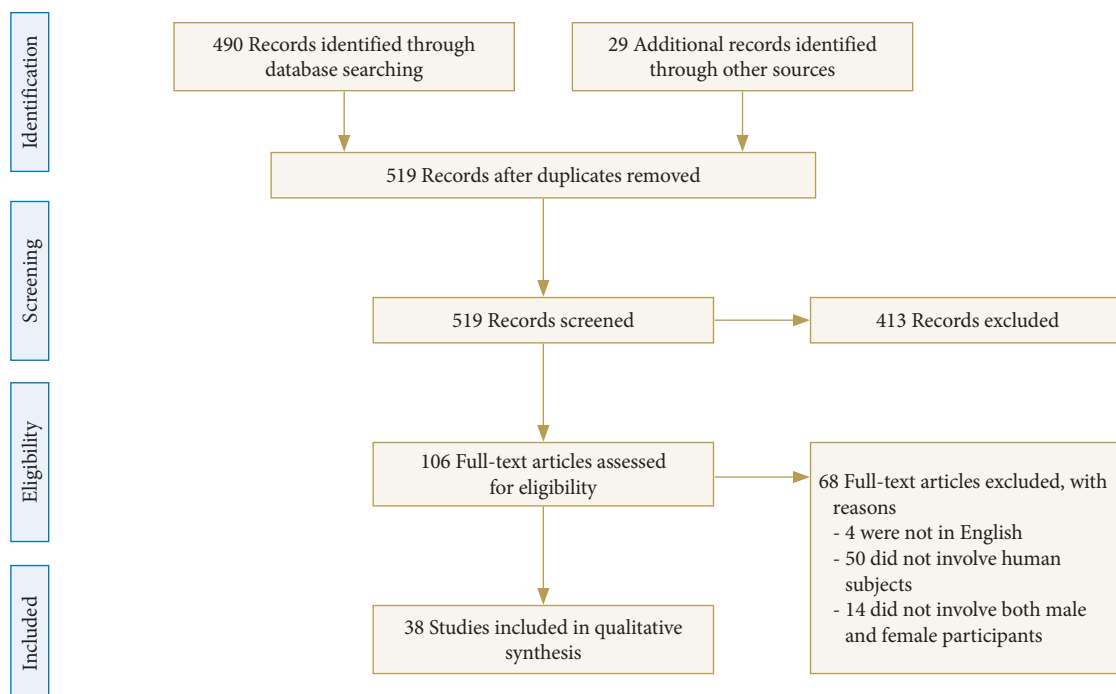 Identification
490 Records identified through
database searching
29 Additional records identified
through other sources
519 Records after duplicates removed
Screening
519 Records screened
413 Records excluded
Eligibility
106 Full-text articles assessed
for eligibility
68 Full-text articles excluded, with
reasons
- 4 were not in English
- 50 did not involve human
subjects
- 14 did not involve both male
and female participants
Included
38 Studies included in qualitative
synthesis